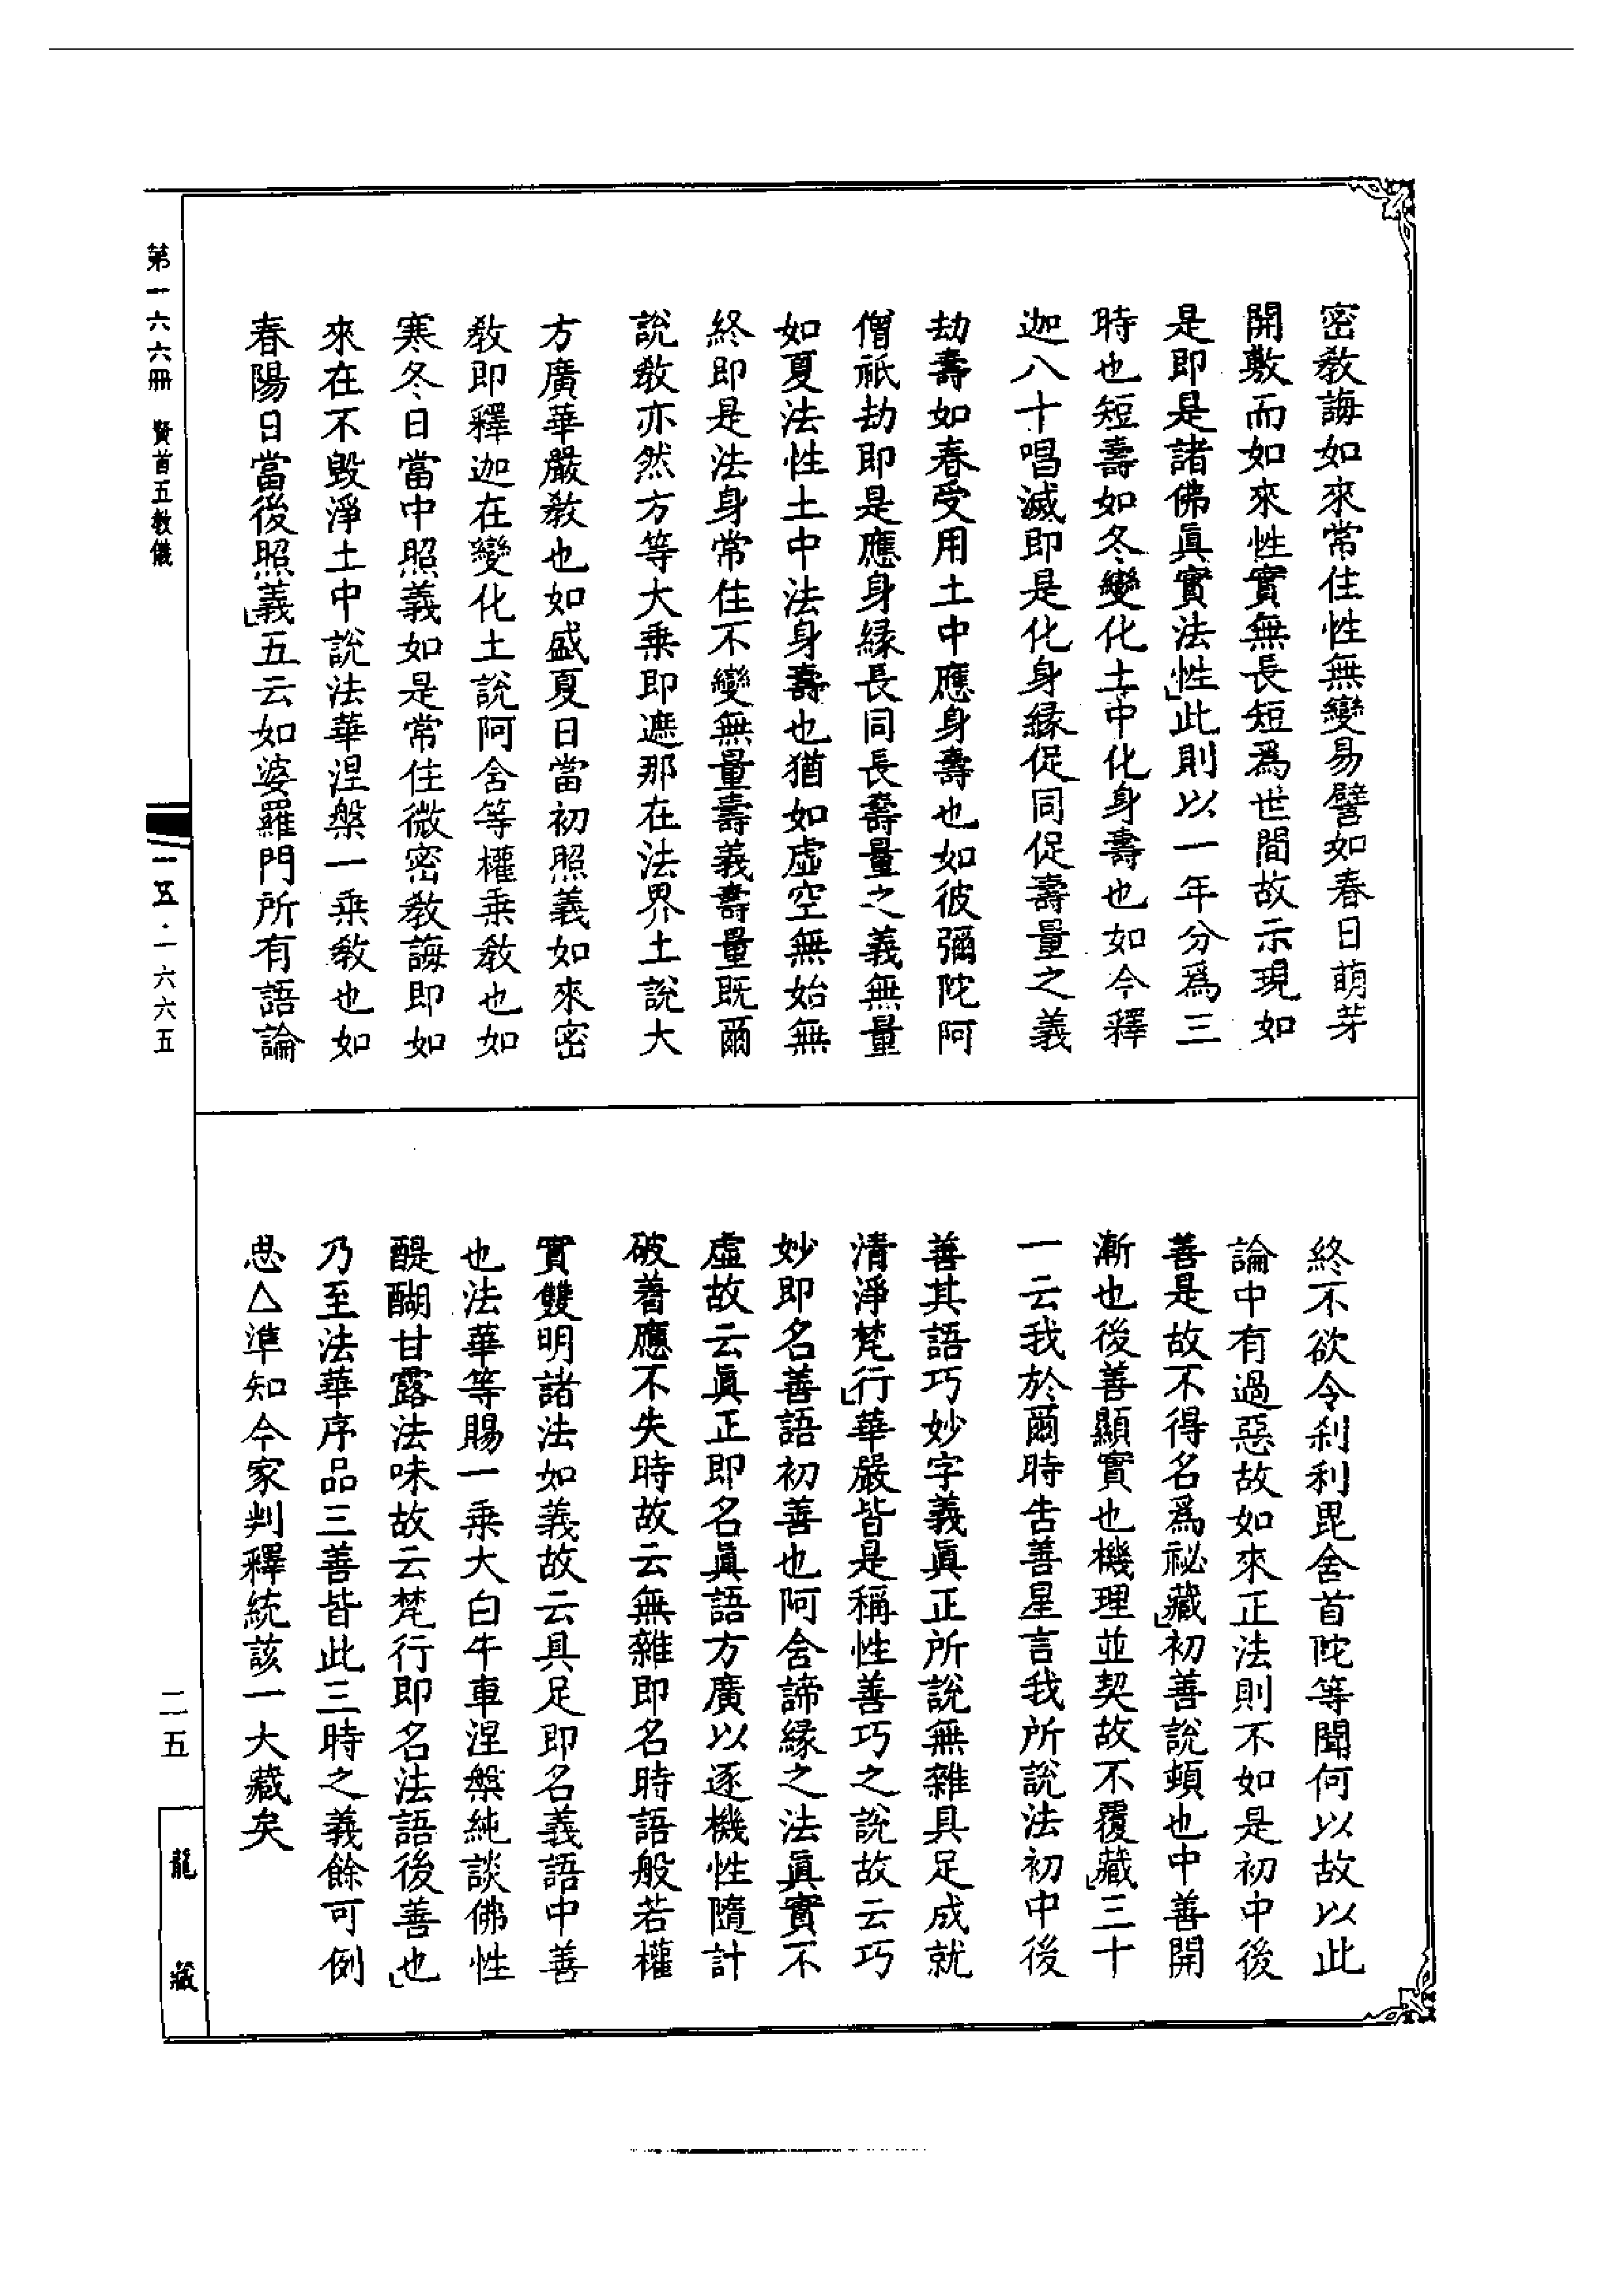 密教誨如來常住性無變易譬如春日萌芽
開敷而如來性實無長短爲世間故示現如
是即是諸佛眞實法性」此則以一年分爲三
時也短壽如冬變化土中化身壽也如今釋
迦八十唱滅即是化身緣促同促壽量之義
劫壽如春受用土中應身壽也如彼彌陀阿
僧祇劫即是應身緣長同長壽量之義無量
如夏法性土中法身壽也猶如虛空無始無
終即是法身常住不變無量壽義壽量既爾
說教亦然方等大乗即遮那在法界土說大
方廣華嚴教也如盛夏日當初照義如來密
教即釋迦在變化土說阿含等權乗教也如
寒冬日當中照義如是常住微密教誨即如
來在不毀淨土中說法華涅槃一乗教也如
春陽日當後照義」五云如婆羅門所有語論
終不欲令刹利毘舍首陀等聞何以故以此
論中有過惡故如來正法則不如是初中後
善是故不得名爲祕藏」初善說頓也中善開
漸也後善顯實也機理並契故不覆藏」三十
一云我於爾時告善星言我所說法初中後
善其語巧妙字義眞正所說無雜具足成就
清淨梵行」華嚴皆是稱性善巧之說故云巧
妙即名善語初善也阿含諦緣之法眞實不
虛故云眞正即名眞語方廣以逐機性隨計
破着應不失時故云無雜即名時語般若權
實雙明諸法如義故云具足即名義語中善
也法華等賜一乗大白牛車涅槃純談佛性
醍醐甘露法味故云梵行即名法語後善也」
乃至法華序品三善皆此三時之義餘可例
思△準知今家判釋統該一大藏矣
第一六六冊 賢首五教儀
一五·一六六五
二五
龍藏